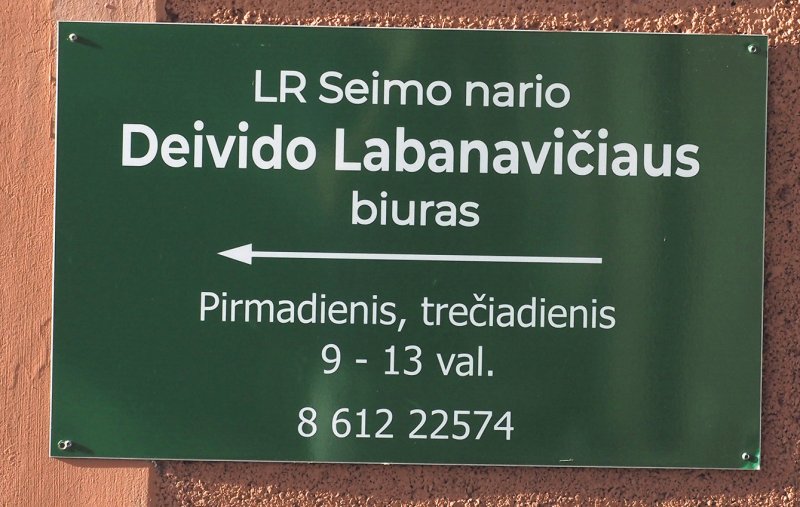 LR Seimo nario
Deivido Labanavičiaus
biuras
Pirmadienis, trečiadienis
9 - 13 val.
8 612 22574